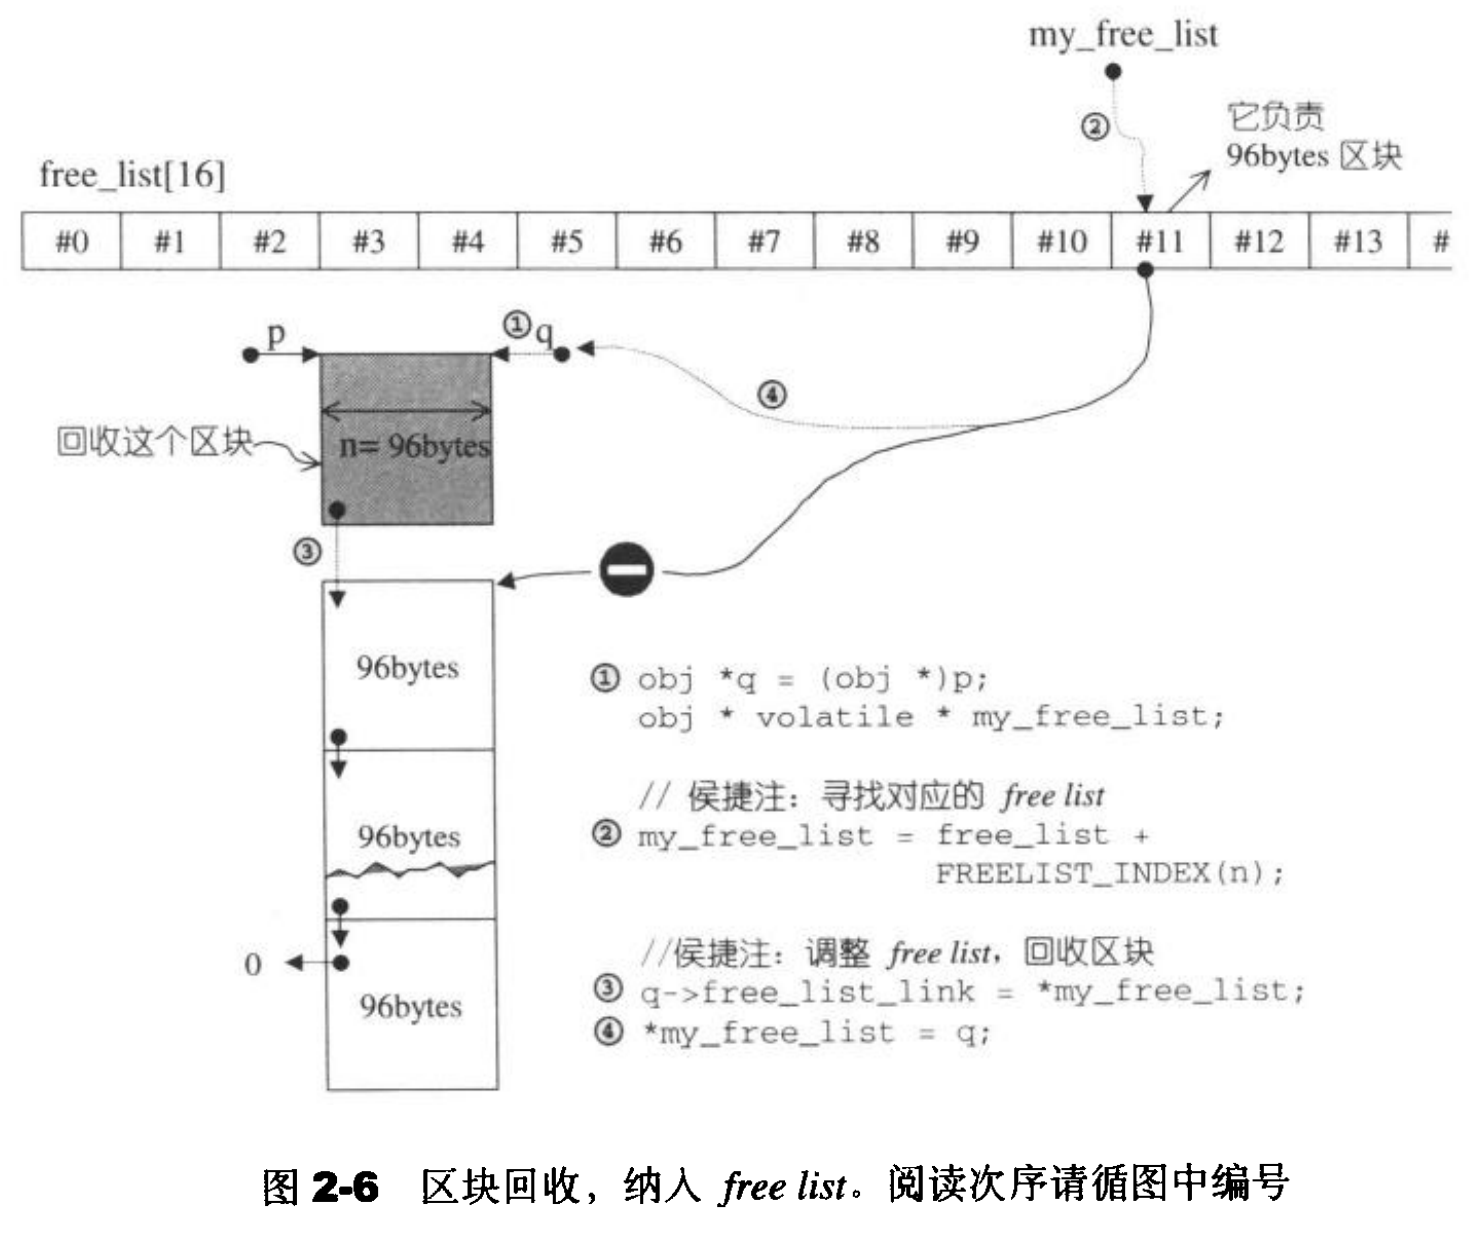 my_free_list
②
它负责
96bytes 区块
free_list[16]
#0 #1 #2 #3 #4 #5 #6 #7 #8 #9 #10 #11 #12 #13 #
p
① q
④
回收这个区块
n= 96bytes
③
96bytes
96bytes
0
96bytes
① obj *q = (obj *)p;
obj * volatile * my_free_list;
// 侯捷注：寻找对应的 free list
② my_free_list = free_list +
FREELIST_INDEX(n);
//侯捷注：调整 free list，回收区块
③ q->free_list_link = *my_free_list;
④ *my_free_list = q;
图 2-6 区块回收，纳入 free list。阅读次序请循图中编号